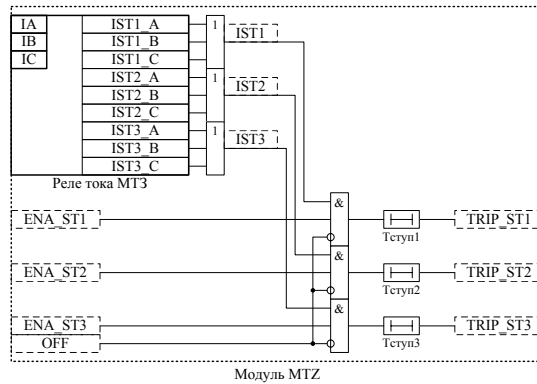 IA IST1_A 1 IST1
IB IST1_B
IC IST1_C
IST2_A 1 IST2
IST2_B
IST2_C
IST3_A 1 IST3
IST3_B
IST3_C
Реле тока МТЗ
&
ENA_ST1 TRIP_ST1
Тступ1
&
ENA_ST2 TRIP_ST2
Тступ2
&
ENA_ST3 TRIP_ST3
OFF Тступ3
Модуль MTZ